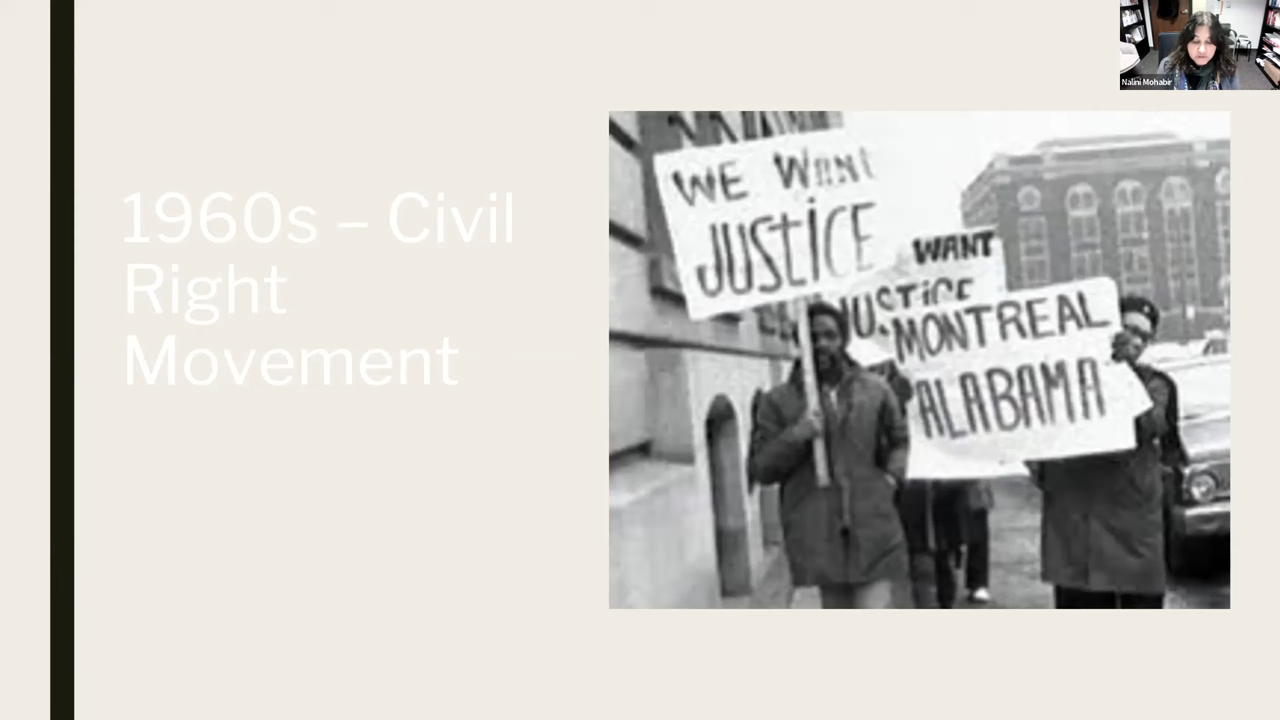 Nalini Mohabir
1960s – Civil
Right
Movement
WE WANT
JUSTICE
WANT
JUSTICE
MONTREAL
ALABAMA